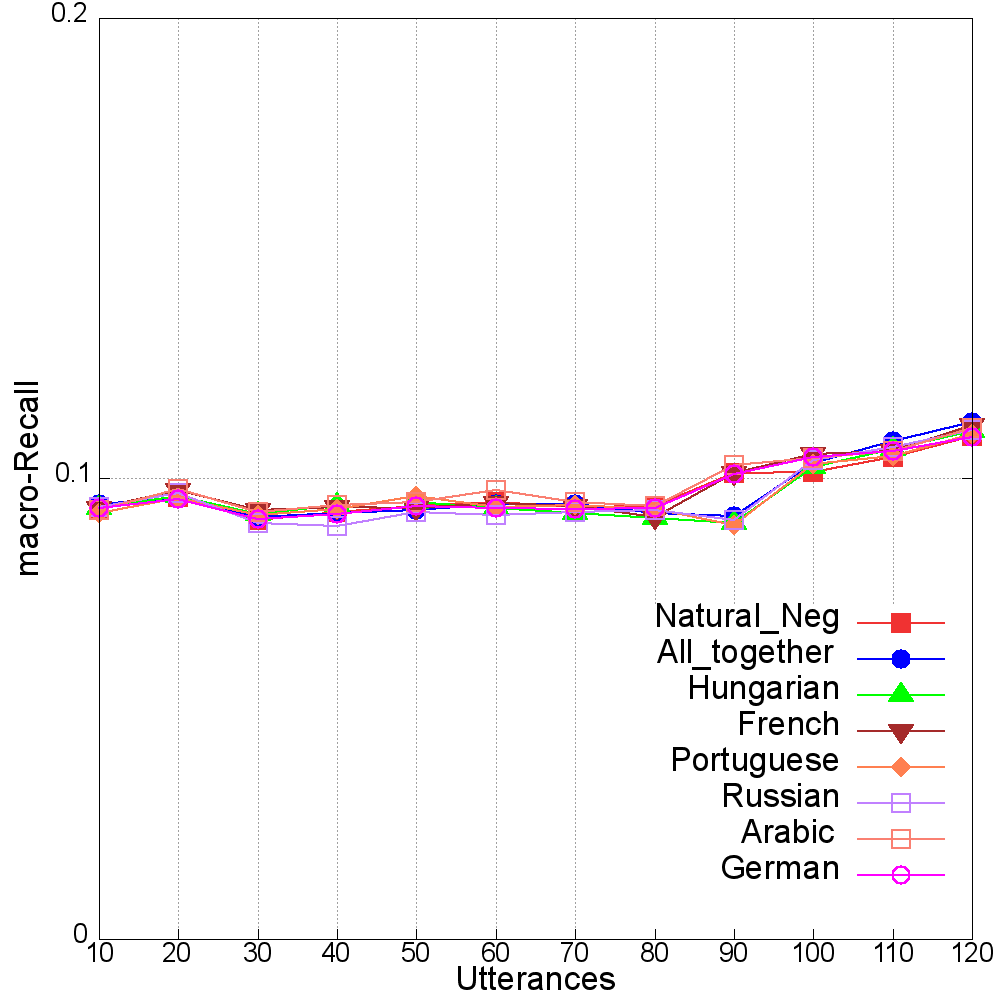 0.2
0.1
0
macro-Recall
Natural_Neg
All_together
Hungarian
French
Portuguese
Russian
Arabic
German
10 20 30 40 50 60 70 80 90 100 110 120
Utterances